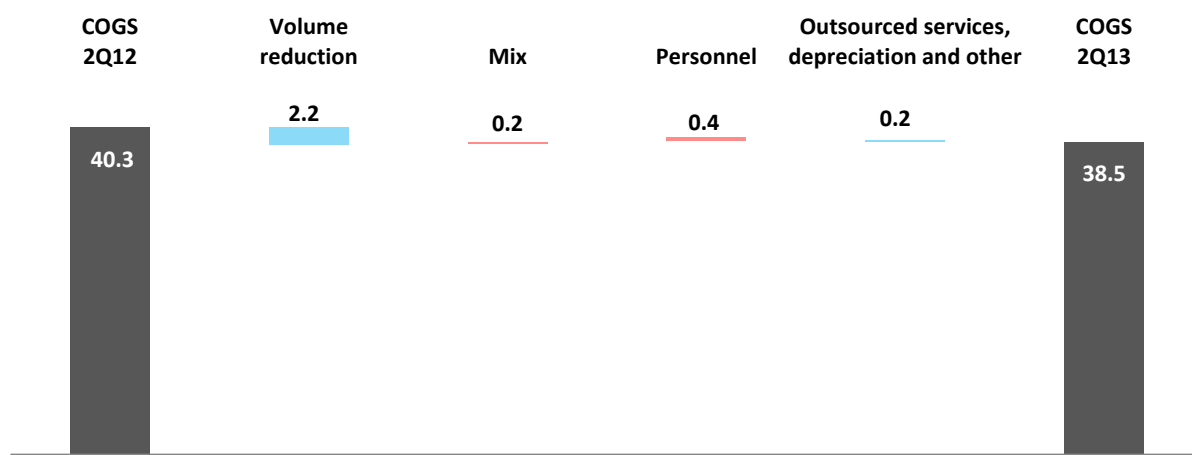 COGS
2Q12
Volume
reduction
Mix
Personnel
Outsourced services,
depreciation and other
COGS
2Q13
40.3
2.2
0.2
0.4
0.2
38.5